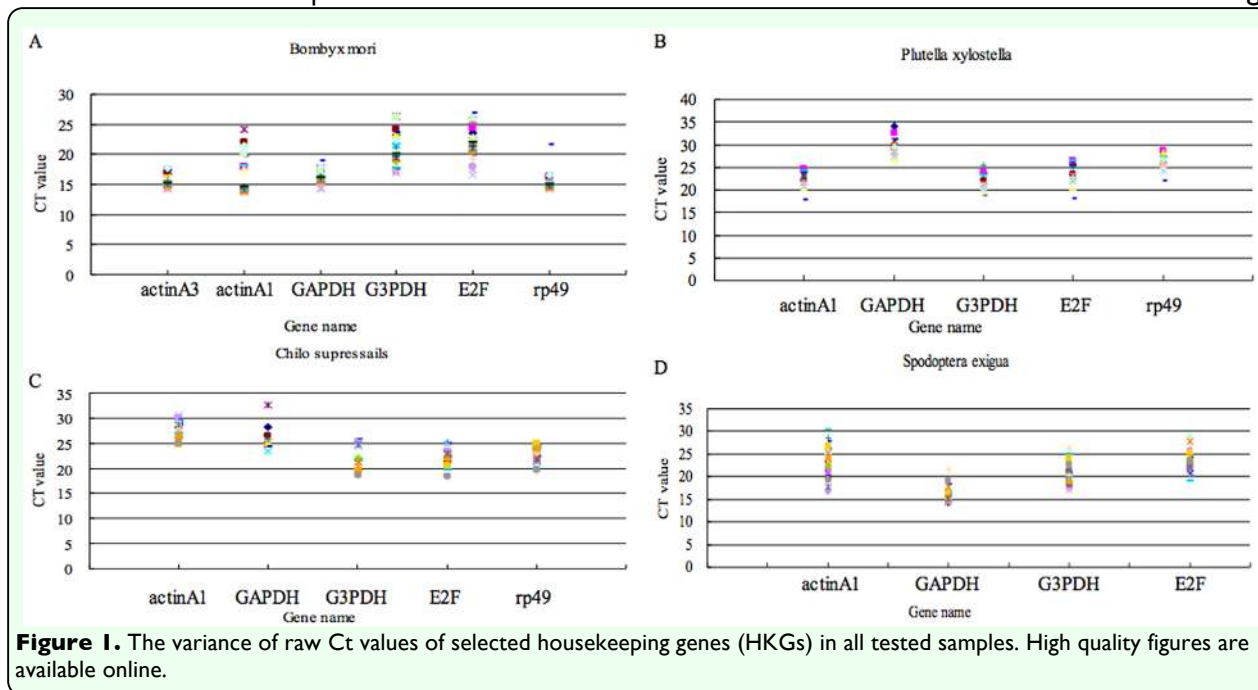 A
Bombyx mori
CT value
30
25
20
15
10
5
0
actinA3 actinA1 GAPDH G3PDH E2F rp49
Gene name
B
Plutella xylostella
CT value
40
35
30
25
20
15
10
5
0
actinA1 GAPDH G3PDH E2F rp49
Gene name
C
Chilo supressails
CT value
35
30
25
20
15
10
5
0
actinA1 GAPDH G3PDH E2F rp49
Gene name
D
Spodoptera exigua
CT value
35
30
25
20
15
10
5
0
actinA1 GAPDH G3PDH E2F
Gene name
Figure 1. The variance of raw Ct values of selected housekeeping genes (HKGs) in all tested samples. High quality figures are
available online.